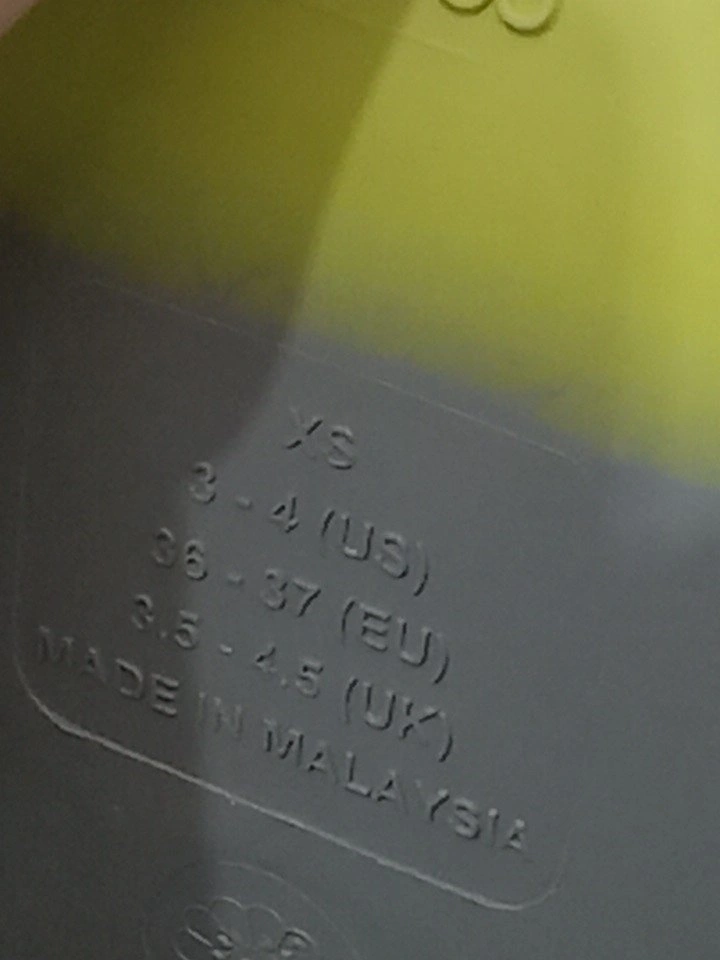 XS
3 - 4 (US)
36 - 37 (EU)
3.5 - 4.5 (UK)
MADE IN MALAYSIA